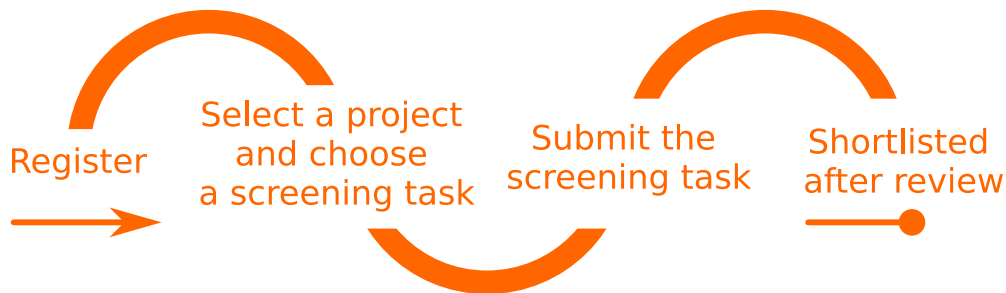 Register
Select a project
and choose
a screening task
Submit the
screening task
Shortlisted
after review